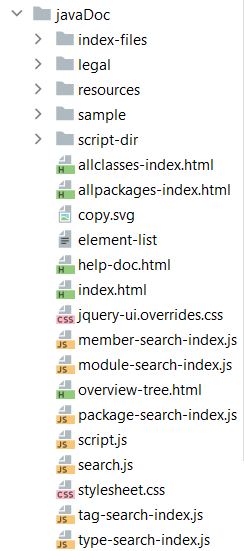 javaDoc
index-files
legal
resources
sample
script-dir
allclasses-index.html
allpackages-index.html
copy.svg
element-list
help-doc.html
index.html
jquery-ui.overrides.css
member-search-index.js
module-search-index.js
overview-tree.html
package-search-index.js
script.js
search.js
stylesheet.css
tag-search-index.js
type-search-index.js